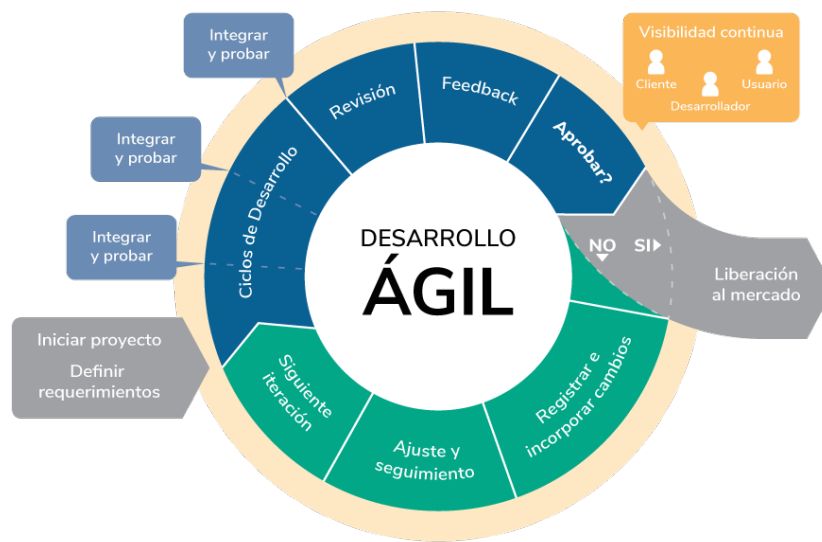 Integrar
y probar
Visibilidad continua
Cliente
Usuario
Desarrollador
Revisión
Feedback
Aprobar?
Integrar
y probar
Ciclos de Desarrollo
Integrar
y probar
DESARROLLO
ÁGIL
NO
SI
Liberación
al mercado
Iniciar proyecto
Definir
requerimientos
Siguiente
iteración
Ajuste y
seguimiento
Registrar e
incorporar cambios